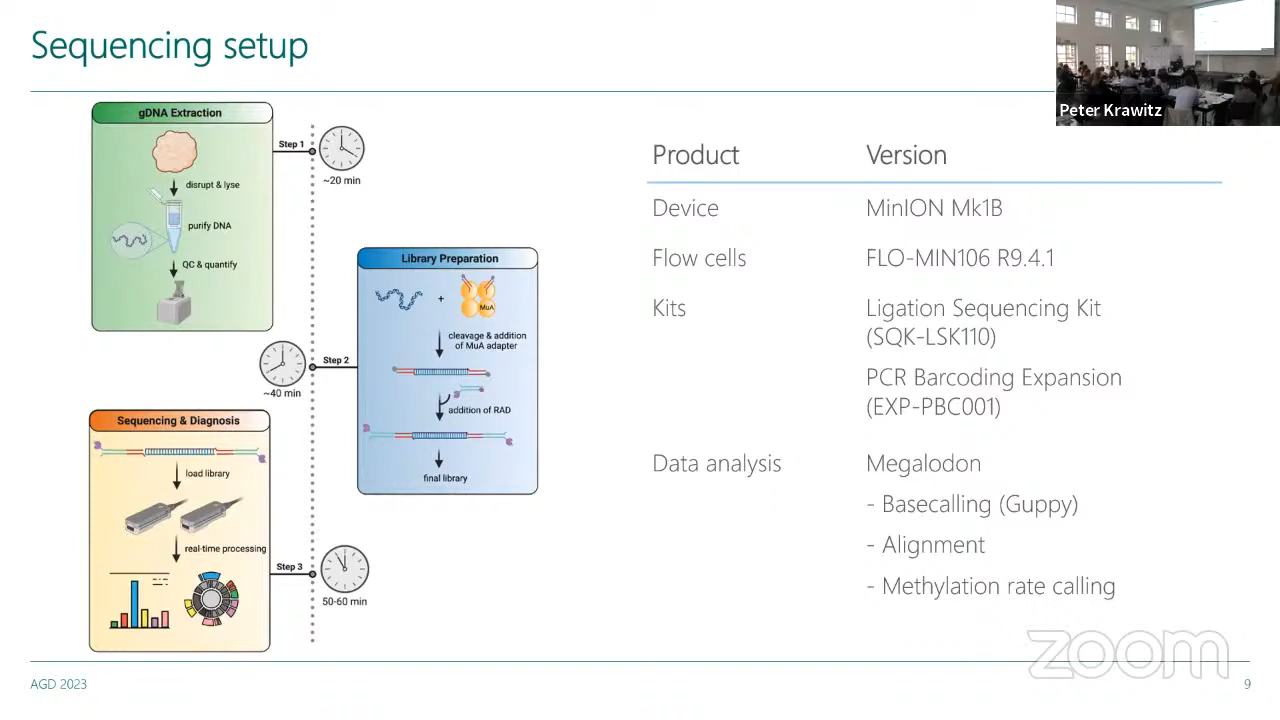 Sequencing setup
Peter Krawitz
gDNA Extraction
disrupt & lyse
purify DNA
QC & quantify
Step 1
~20 min
Library Preparation
+
MuA
cleavage & addition
of MuA adapter
addition of RAD
final library
Step 2
~40 min
Sequencing & Diagnosis
load library
real-time processing
Step 3
50-60 min
Product Version
Device MinION Mk1B
Flow cells FLO-MIN106 R9.4.1
Kits Ligation Sequencing Kit
(SQK-LSK110)
PCR Barcoding Expansion
(EXP-PBC001)
Data analysis Megalodon
- Basecalling (Guppy)
- Alignment
- Methylation rate calling
zoom
AGD 2023
9